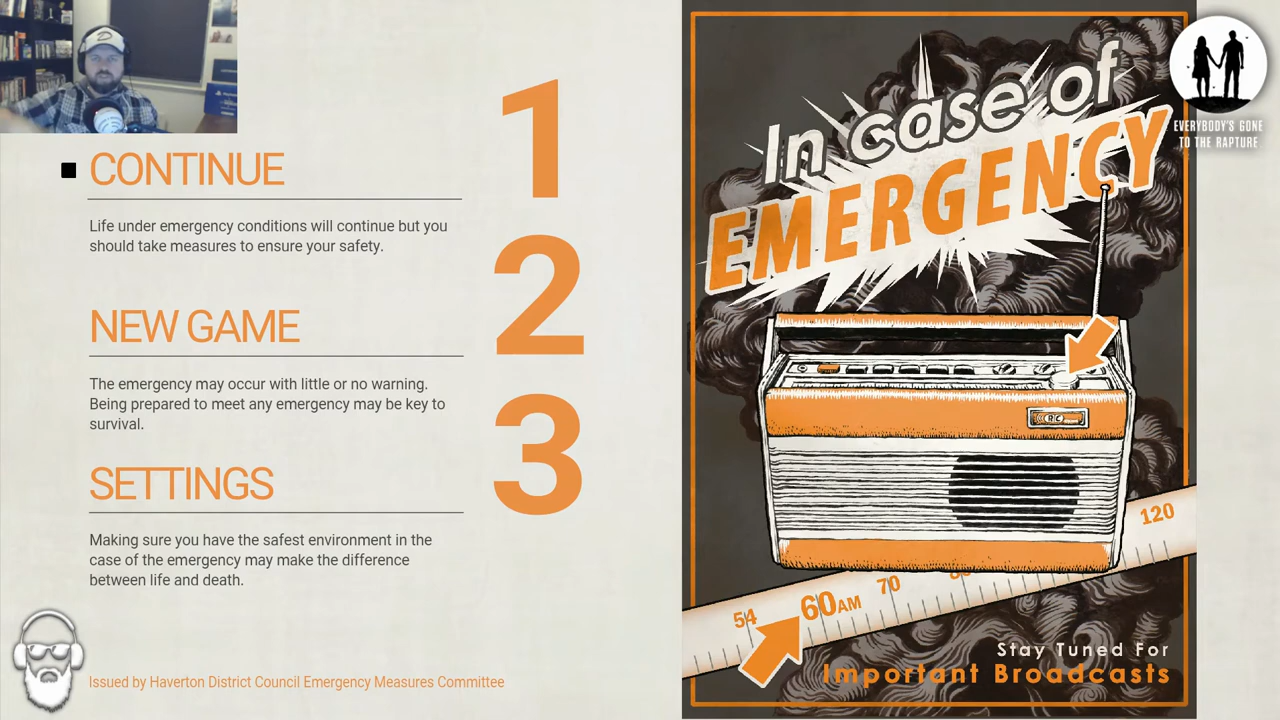 CONTINUE
1
Life under emergency conditions will continue but you
should take measures to ensure your safety.
NEW GAME
2
The emergency may occur with little or no warning.
Being prepared to meet any emergency may be key to
survival.
SETTINGS
3
Making sure you have the safest environment in the
case of the emergency may make the difference
between life and death.
Issued by Haverton District Council Emergency Measures Committee
In case of
EMERGENCY
54 60AM 70 120
Stay Tuned For
Important Broadcasts
EVERYBODY'S GONE
TO THE RAPTURE